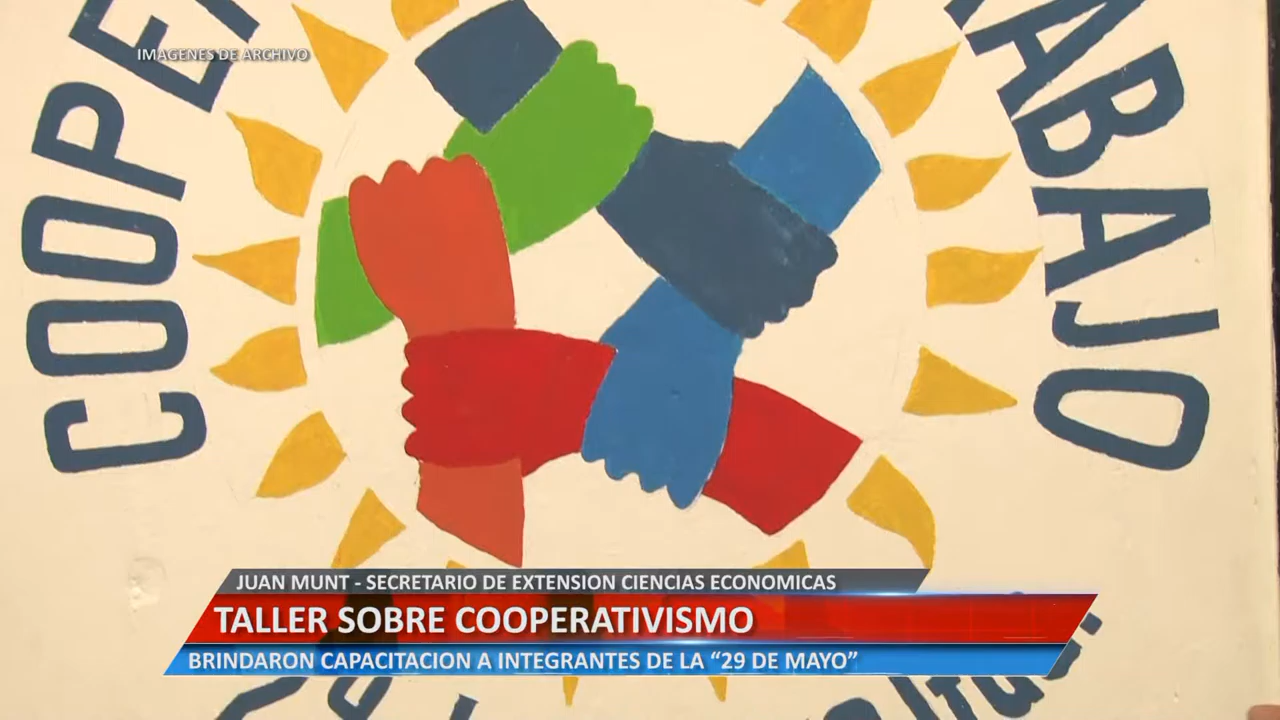 IMAGENES DE ARCHIVO
COOPE
ABAJO
JUAN MUNT - SECRETARIO DE EXTENSION CIENCIAS ECONOMICAS
TALLER SOBRE COOPERATIVISMO
BRINDARON CAPACITACION A INTEGRANTES DE LA “29 DE MAYO”